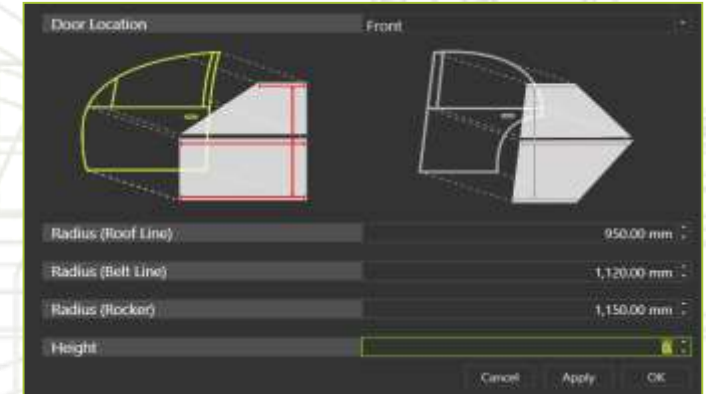 Door Location Front
Radius (Roof Line) 950.00 mm
Radius (Belt Line) 1,120.00 mm
Radius (Rocker) 1,150.00 mm
Height
Cancel Apply OK